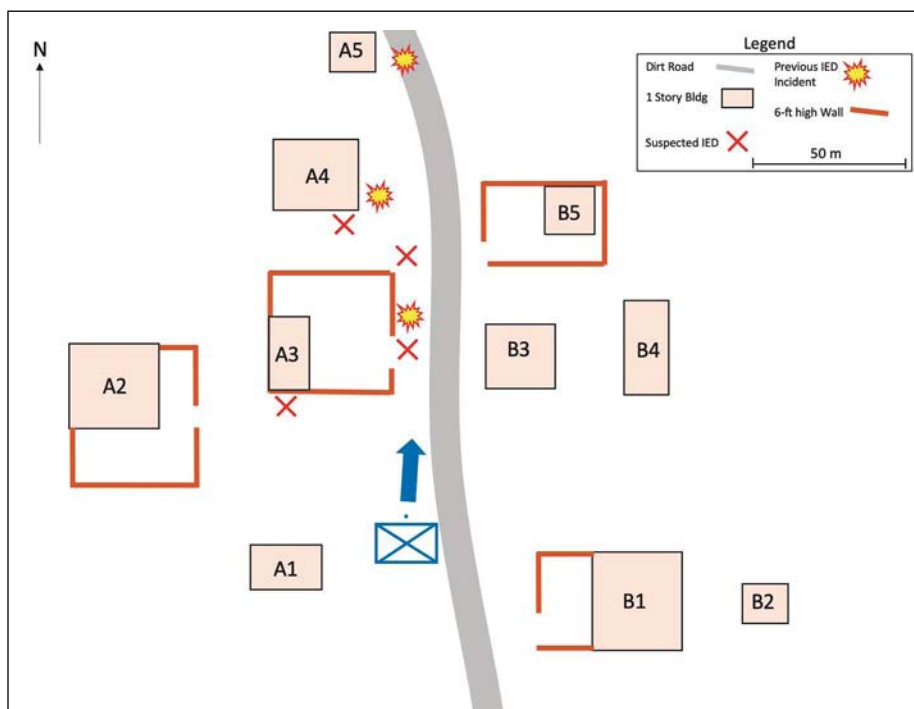 N
A5
Legend
Dirt Road
Previous IED
Incident
1 Story Bldg
6-ft high Wall
Suspected IED
50 m
A4
B5
A3
B3
B4
A2
A1
B1
B2